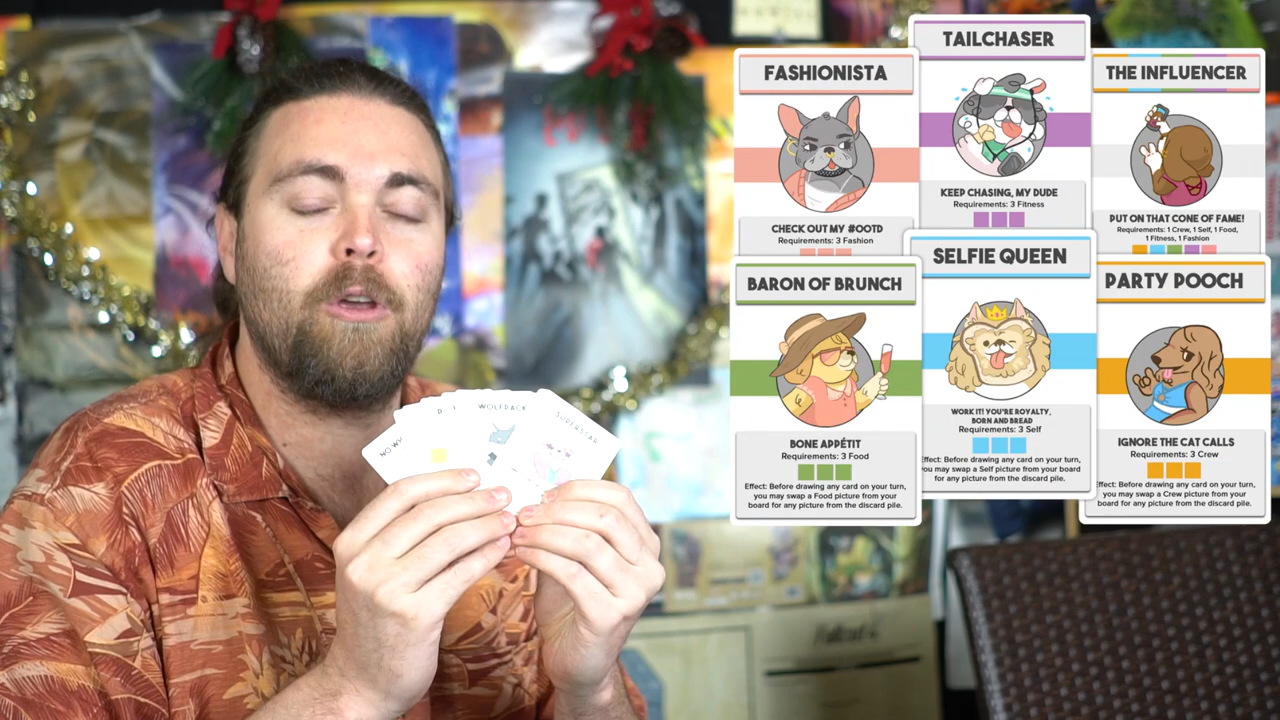 TAILCHASER
KEEP CHASING, MY DUDE
Requirements: 3 Fitness
FASHIONISTA
CHECK OUT MY #OOTD
Requirements: 3 Fashion
THE INFLUENCER
PUT ON THAT CONE OF FAME!
Requirements: 1 Crew, 1 Self, 1 Food,
1 Fitness, 1 Fashion
BARON OF BRUNCH
BONE APPÉTIT
Requirements: 3 Food
Effect: Before drawing any card on your turn,
you may swap a Food picture from your
board for any picture from the discard pile.
SELFIE QUEEN
WORK IT! YOU'RE ROYALTY,
BORN AND BREAD
Requirements: 3 Self
Effect: Before drawing any card on your turn,
you may swap a Self picture from your board
for any picture from the discard pile.
PARTY POOCH
IGNORE THE CAT CALLS
Requirements: 3 Crew
Effect: Before drawing any card on your turn,
you may swap a Crew picture from your
board for any picture from the discard pile.
WOLFPACK
SUPERSTAR